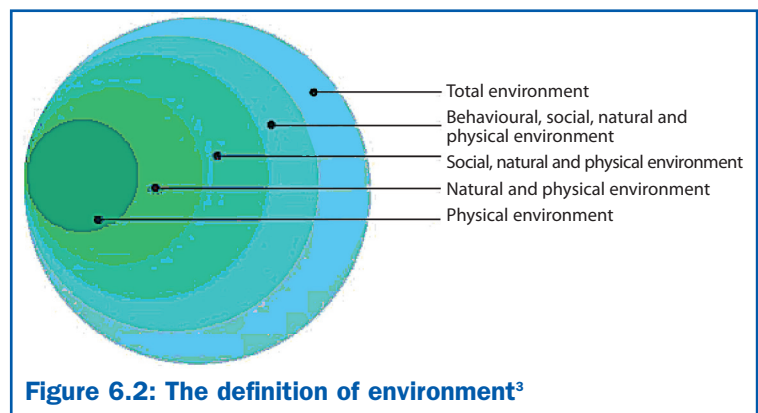 Total environment
Behavioural, social, natural and
physical environment
Social, natural and physical environment
Natural and physical environment
Physical environment
Figure 6.2: The definition of environment³